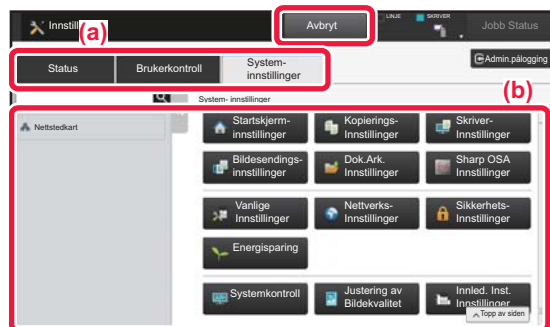 Innstill
(a)
Avbryt
LINJE
SKRIVER
Jobb Status
Admin.pålogging
Status
Brukerkontroll
System-
innstillinger
(b)
System- innstillinger
Nettstedkart
Startskjerm-
innstillinger
Kopierings-
Innstillinger
Skriver-
Innstillinger
Bildesendings-
innstillinger
Dok.Ark.
Innstillinger
Sharp OSA
Innstillinger
Vanlige
Innstillinger
Nettverks-
Innstillinger
Sikkerhets-
Innstillinger
Energisparing
Systemkontroll
Justering av
Bildekvalitet
Innled. Inst.
Innstillinger
Topp av siden